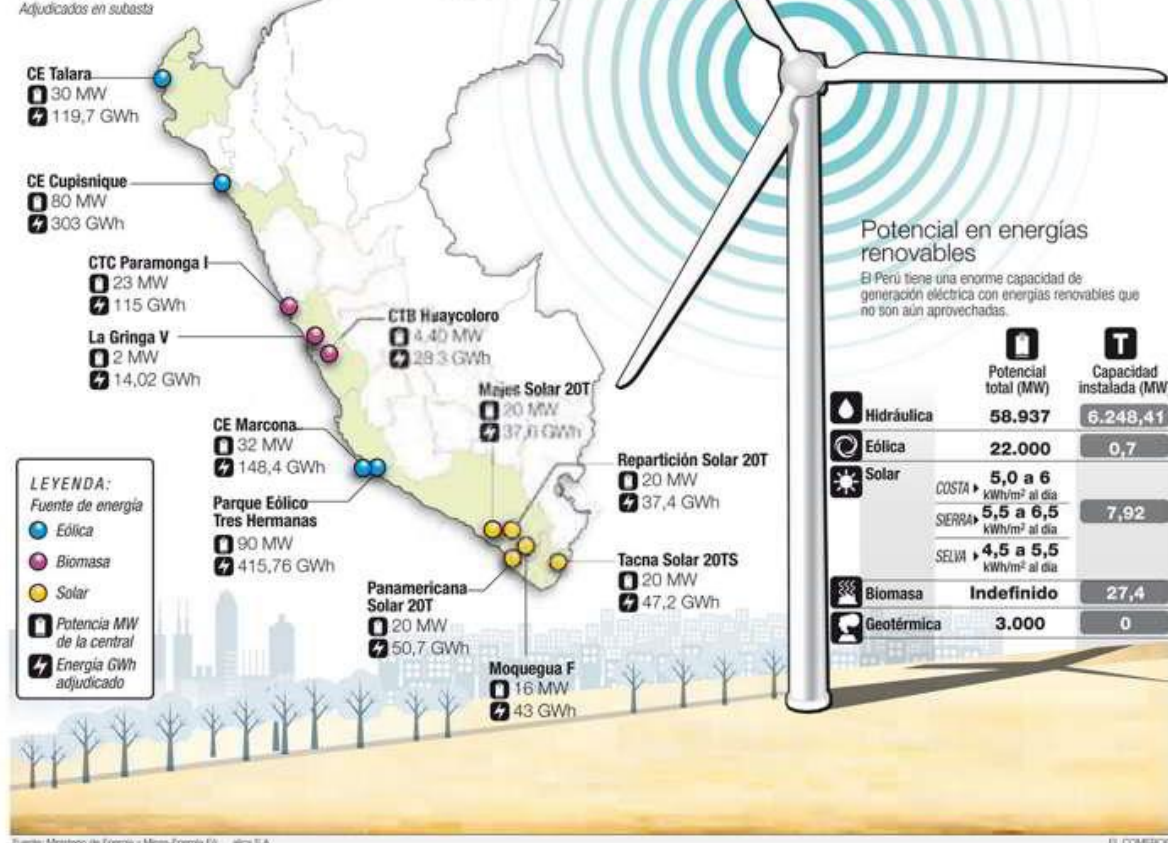 Adjudicados en subasta
CE Talara
30 MW
119,7 GWh
CE Cupisnique
80 MW
303 GWh
CTC Paramonga I
23 MW
115 GWh
La Gringa V
2 MW
14,02 GWh
CTB Huaycoloro
4.40 MW
28.3 GWh
Majes Solar 20T
20 MW
37,6 GWh
CE Marcona
32 MW
148,4 GWh
Parque Eólico
Tres Hermanas
90 MW
415,76 GWh
Repartición Solar 20T
20 MW
37,4 GWh
Tacna Solar 20TS
20 MW
47,2 GWh
Panamericana
Solar 20T
20 MW
50,7 GWh
Moquegua F
16 MW
43 GWh
LEYENDA:
Fuente de energía
Eólica
Biomasa
Solar
Potencia MW
de la central
Energía GWh
adjudicado
Potencial en energías
renovables
El Perú tiene una enorme capacidad de
generación eléctrica con energías renovables que
no son aún aprovechadas.
Potencial
total (MW)
T
Capacidad
instalada (MW
Hidráulica 58.937 6.248,41
Eólica 22.000 0,7
Solar
COSTA 5,0 a 6
kWh/m² al día
SIERRA 5,5 a 6,5
kWh/m² al día
7,92
SELVA 4,5 a 5,5
kWh/m² al día
Biomasa Indefinido 27,4
Geotérmica 3.000 0
Fuente: Ministerio de Energía y Minas
EL COMERCIO